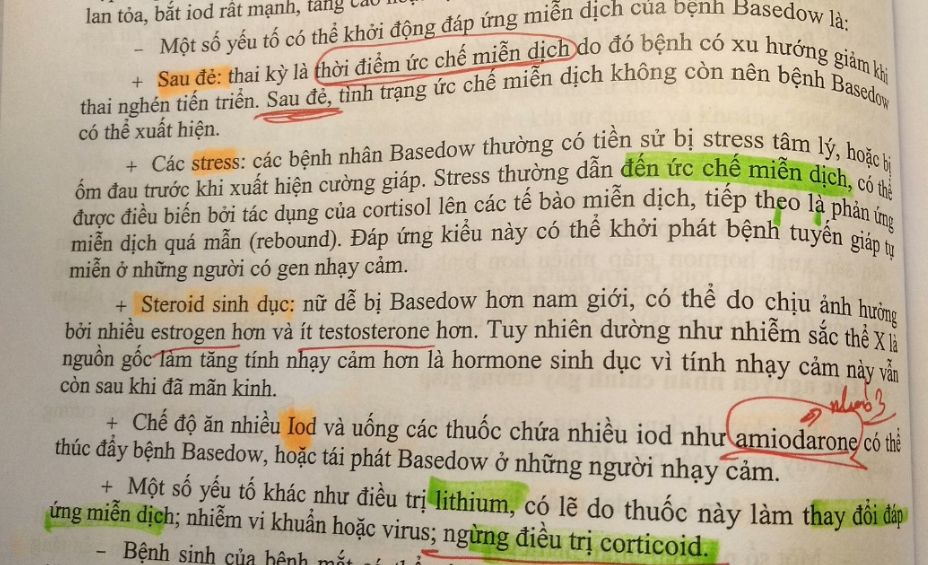 lan tỏa, bắt iod rất mạnh, tăng cao
- Một số yếu tố có thể khởi động đáp ứng miễn dịch của bệnh Basedow là:
+ Sau đẻ: thai kỳ là thời điểm ức chế miễn dịch do đó bệnh có xu hướng giảm khi
thai nghén tiến triển. Sau đẻ, tình trạng ức chế miễn dịch không còn nên bệnh Basedow
có thể xuất hiện.
+ Các stress: các bệnh nhân Basedow thường có tiền sử bị stress tâm lý, hoặc bị
ốm đau trước khi xuất hiện cường giáp. Stress thường dẫn đến ức chế miễn dịch, có thể
được điều biến bởi tác dụng của cortisol lên các tế bào miễn dịch, tiếp theo là phản ứng
miễn dịch quá mẫn (rebound). Đáp ứng kiểu này có thể khởi phát bệnh tuyến giáp tự
miễn ở những người có gen nhạy cảm.
+ Steroid sinh dục: nữ dễ bị Basedow hơn nam giới, có thể do chịu ảnh hưởng
bởi nhiều estrogen hơn và ít testosterone hơn. Tuy nhiên dường như nhiễm sắc thể X là
nguồn gốc làm tăng tính nhạy cảm hơn là hormone sinh dục vì tính nhạy cảm này vẫn
còn sau khi đã mãn kinh.
+ Chế độ ăn nhiều Iod và uống các thuốc chứa nhiều iod như amiodarone có thể
thúc đẩy bệnh Basedow, hoặc tái phát Basedow ở những người nhạy cảm.
+ Một số yếu tố khác như điều trị lithium, có lẽ do thuốc này làm thay đổi đáp
ứng miễn dịch; nhiễm vi khuẩn hoặc virus; ngừng điều trị corticoid.
- Bệnh sinh của bệnh mắt